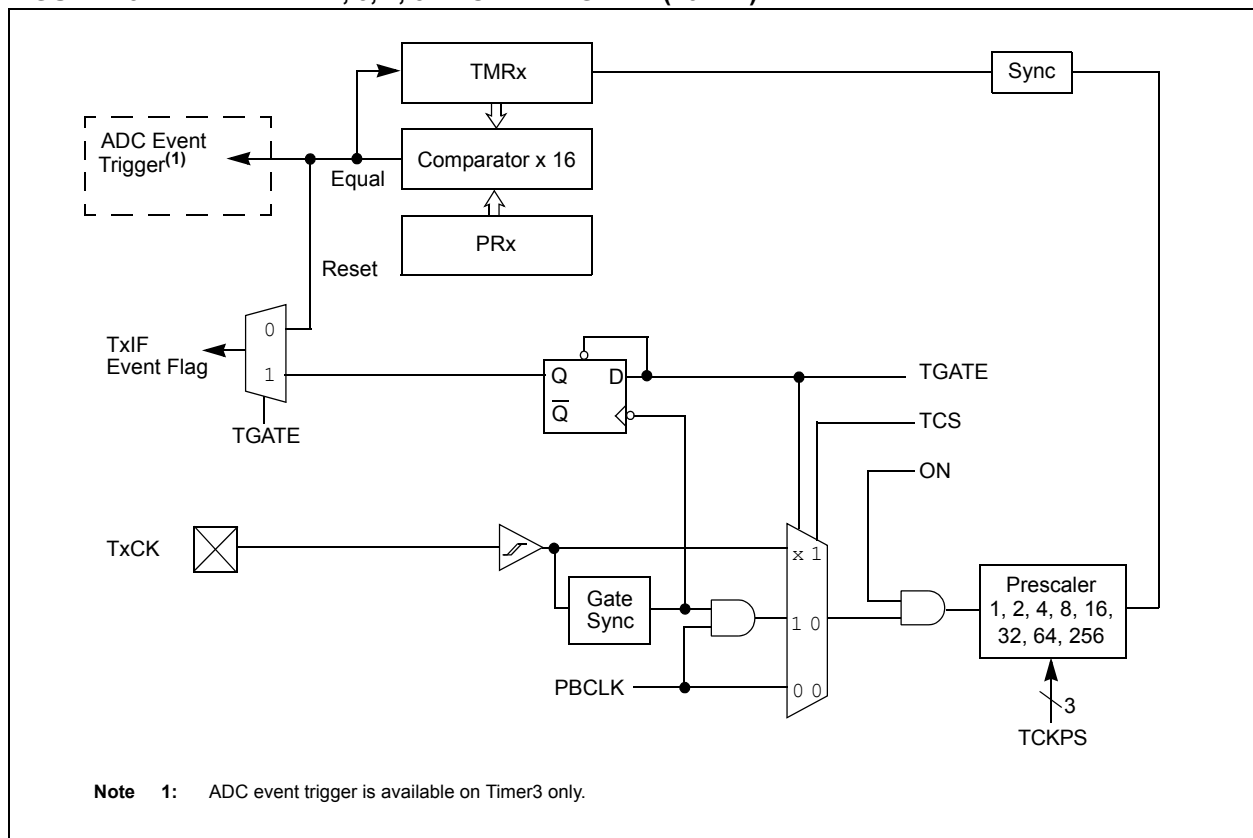 TMRx
Sync
ADC Event
Trigger(1)
Comparator x 16
Equal
PRx
Reset
0
TxIF
Event Flag
1
Q D
TGATE
Q
TCS
TGATE
ON
TxCK
x 1
Prescaler
1, 2, 4, 8, 16,
32, 64, 256
Gate
Sync
1 0
PBCLK
0 0
3
TCKPS
Note 1: ADC event trigger is available on Timer3 only.